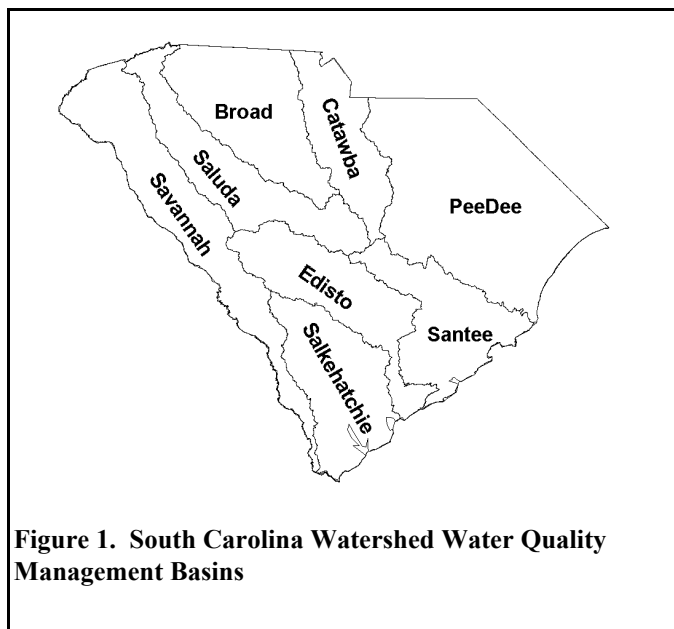 Broad
Catawba
Saluda
Savannah
PeeDee
Edisto
Santee
Salkehatchie
Figure 1. South Carolina Watershed Water Quality
Management Basins